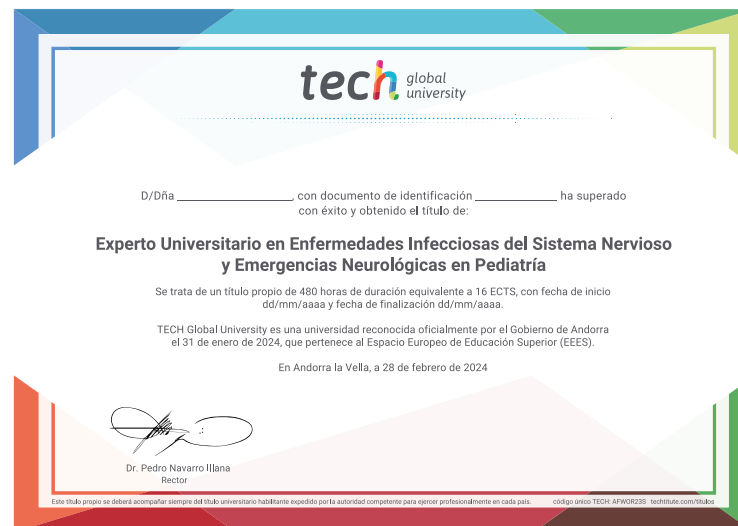 tech global university
D/Dña ____________________, con documento de identificación ______________ ha superado
con éxito y obtenido el título de:
Experto Universitario en Enfermedades Infecciosas del Sistema Nervioso
y Emergencias Neurológicas en Pediatría
Se trata de un título propio de 480 horas de duración equivalente a 16 ECTS, con fecha de inicio
dd/mm/aaaa y fecha de finalización dd/mm/aaaa.
TECH Global University es una universidad reconocida oficialmente por el Gobierno de Andorra
el 31 de enero de 2024, que pertenece al Espacio Europeo de Educación Superior (EEES).
En Andorra la Vella, a 28 de febrero de 2024
Dr. Pedro Navarro Illana
Rector
Este título propio se deberá acompañar siempre del título universitario habilitante expedido por la autoridad competente para ejercer profesionalmente en cada país. código único TECH: AFWOR23S techtitute.com/titulos